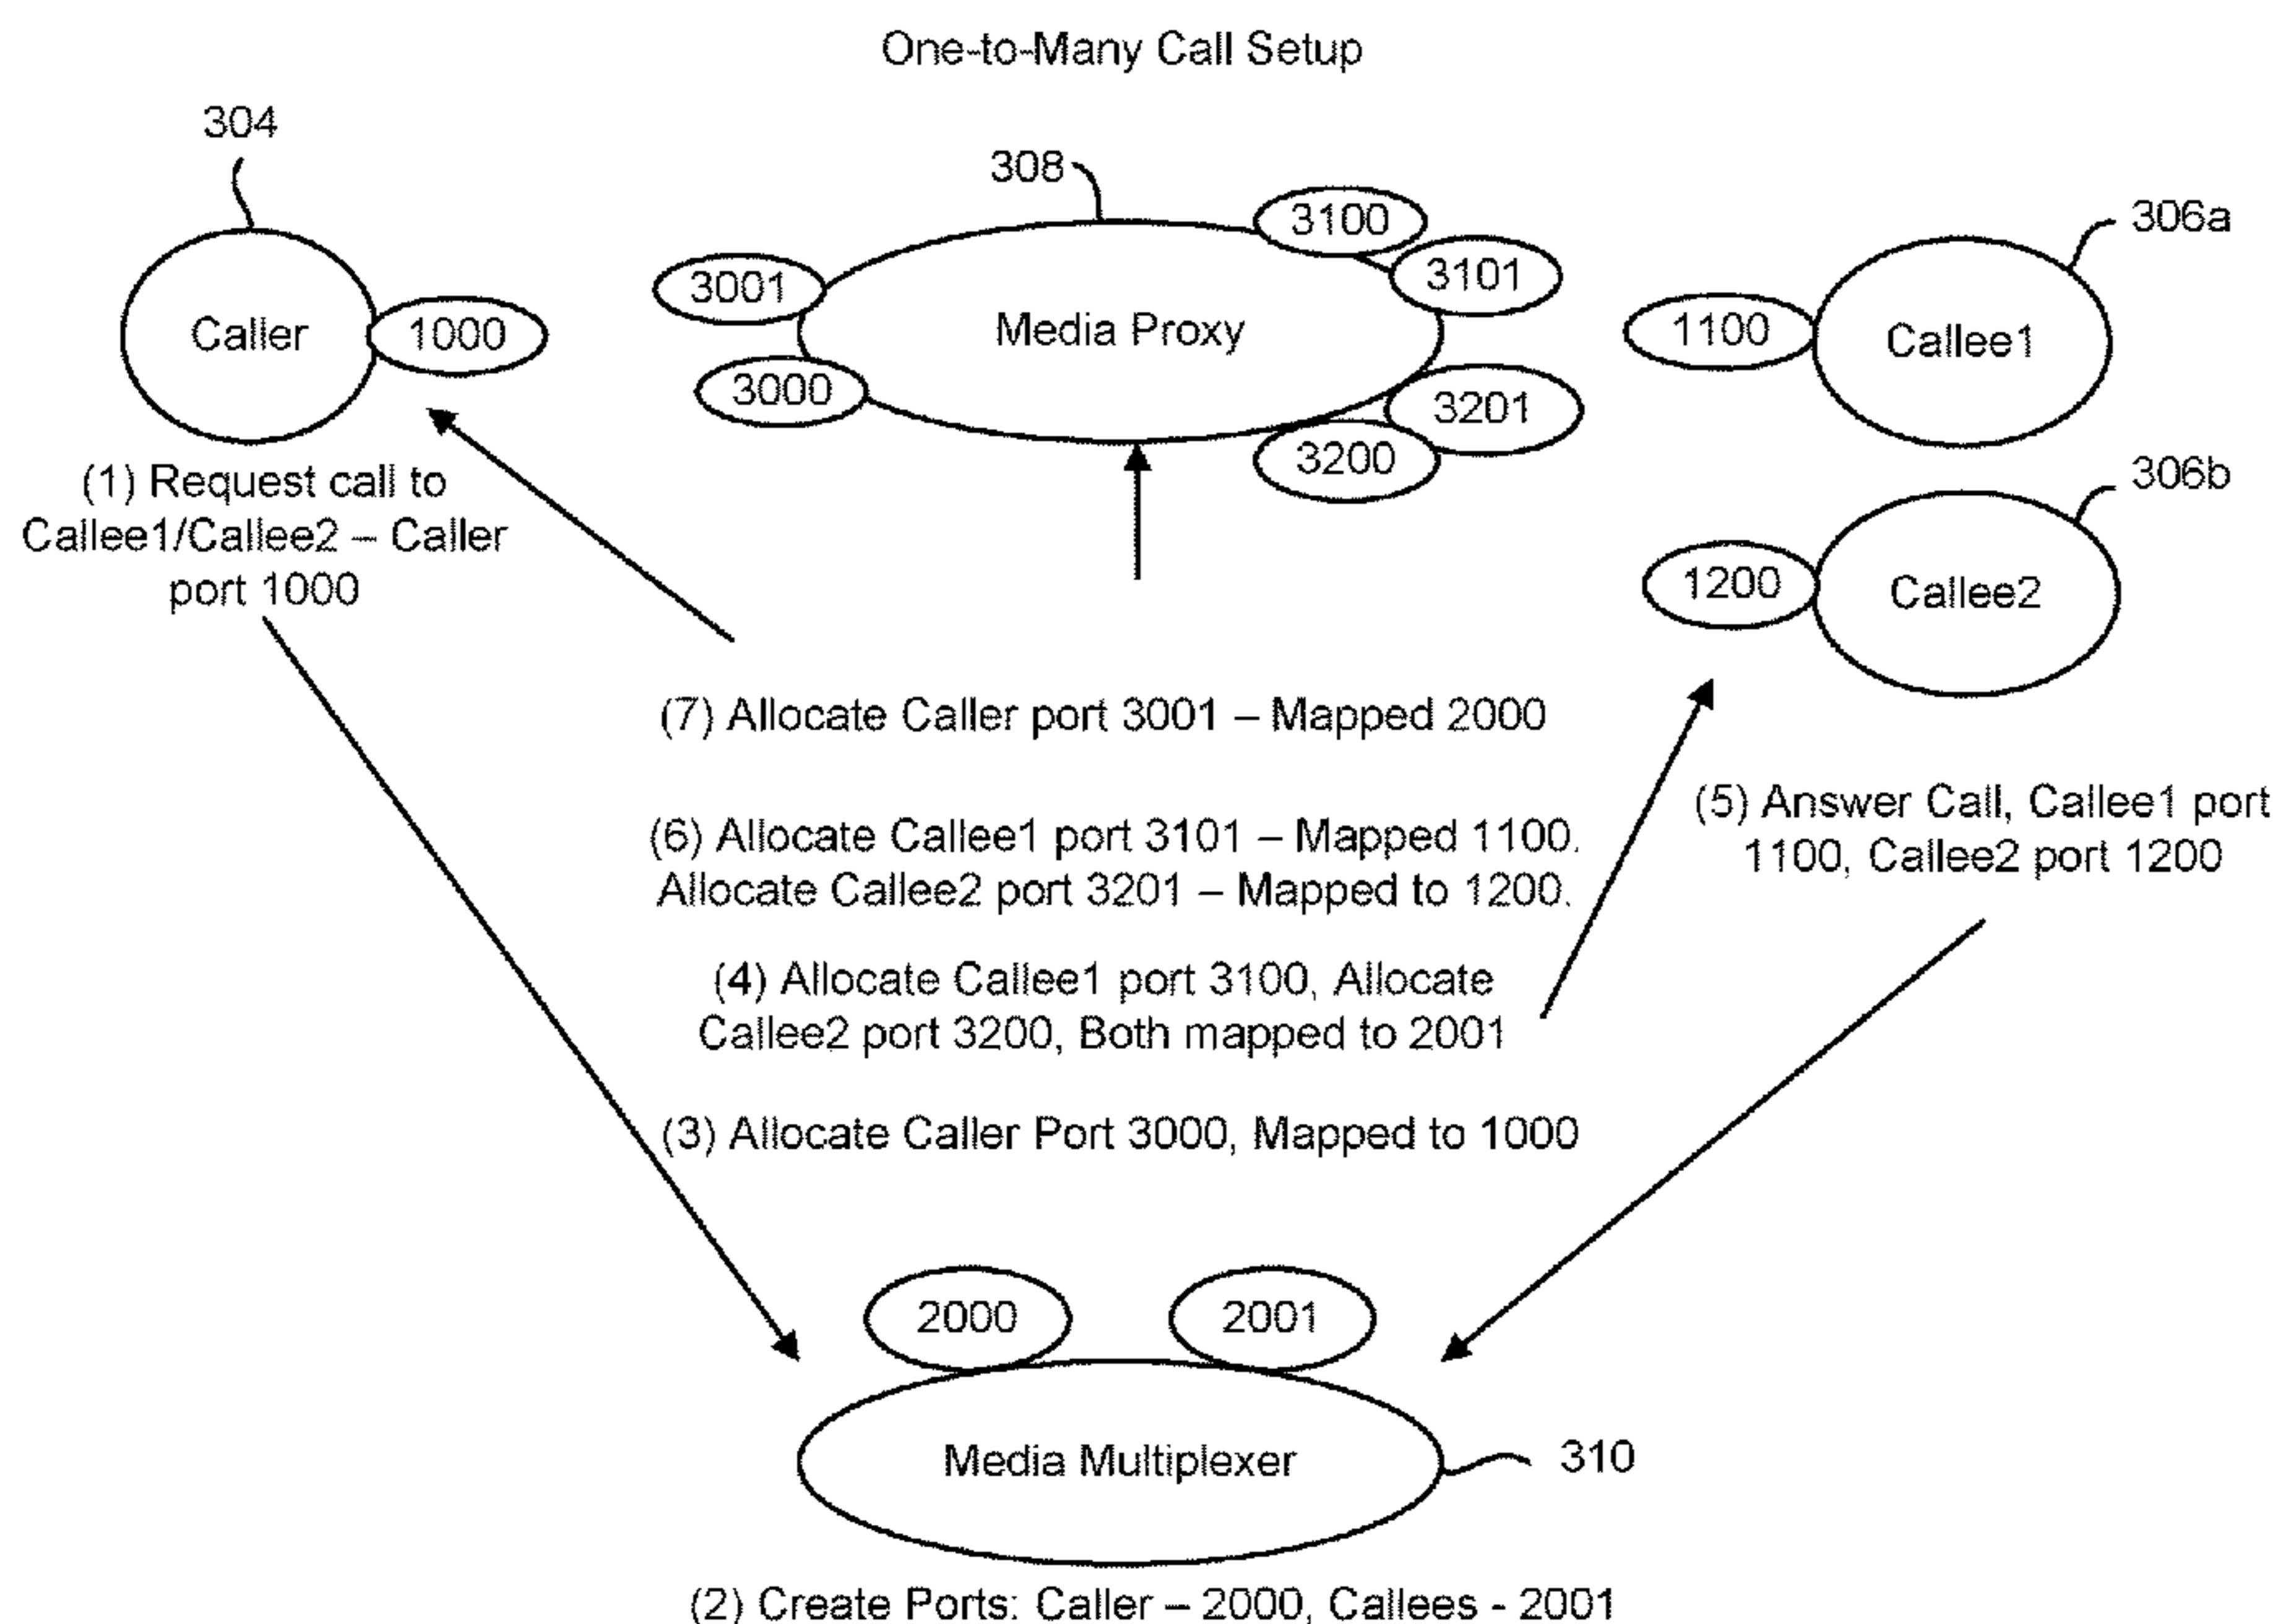 One-to-Many Call Setup
304
308
3100
306a
3101
3001
Caller
1000
Media Proxy
1100
Callee1
3000
3201
3200
306b
(1) Request call to
Callee1/Callee2 – Caller
port 1000
1200
Callee2
(7) Allocate Caller port 3001 – Mapped 2000
(5) Answer Call, Callee1 port
1100, Callee2 port 1200
(6) Allocate Callee1 port 3101 – Mapped 1100.
Allocate Callee2 port 3201 – Mapped to 1200.
(4) Allocate Callee1 port 3100, Allocate
Callee2 port 3200, Both mapped to 2001
(3) Allocate Caller Port 3000, Mapped to 1000
2000
2001
Media Multiplexer
310
(2) Create Ports: Caller – 2000, Callees - 2001